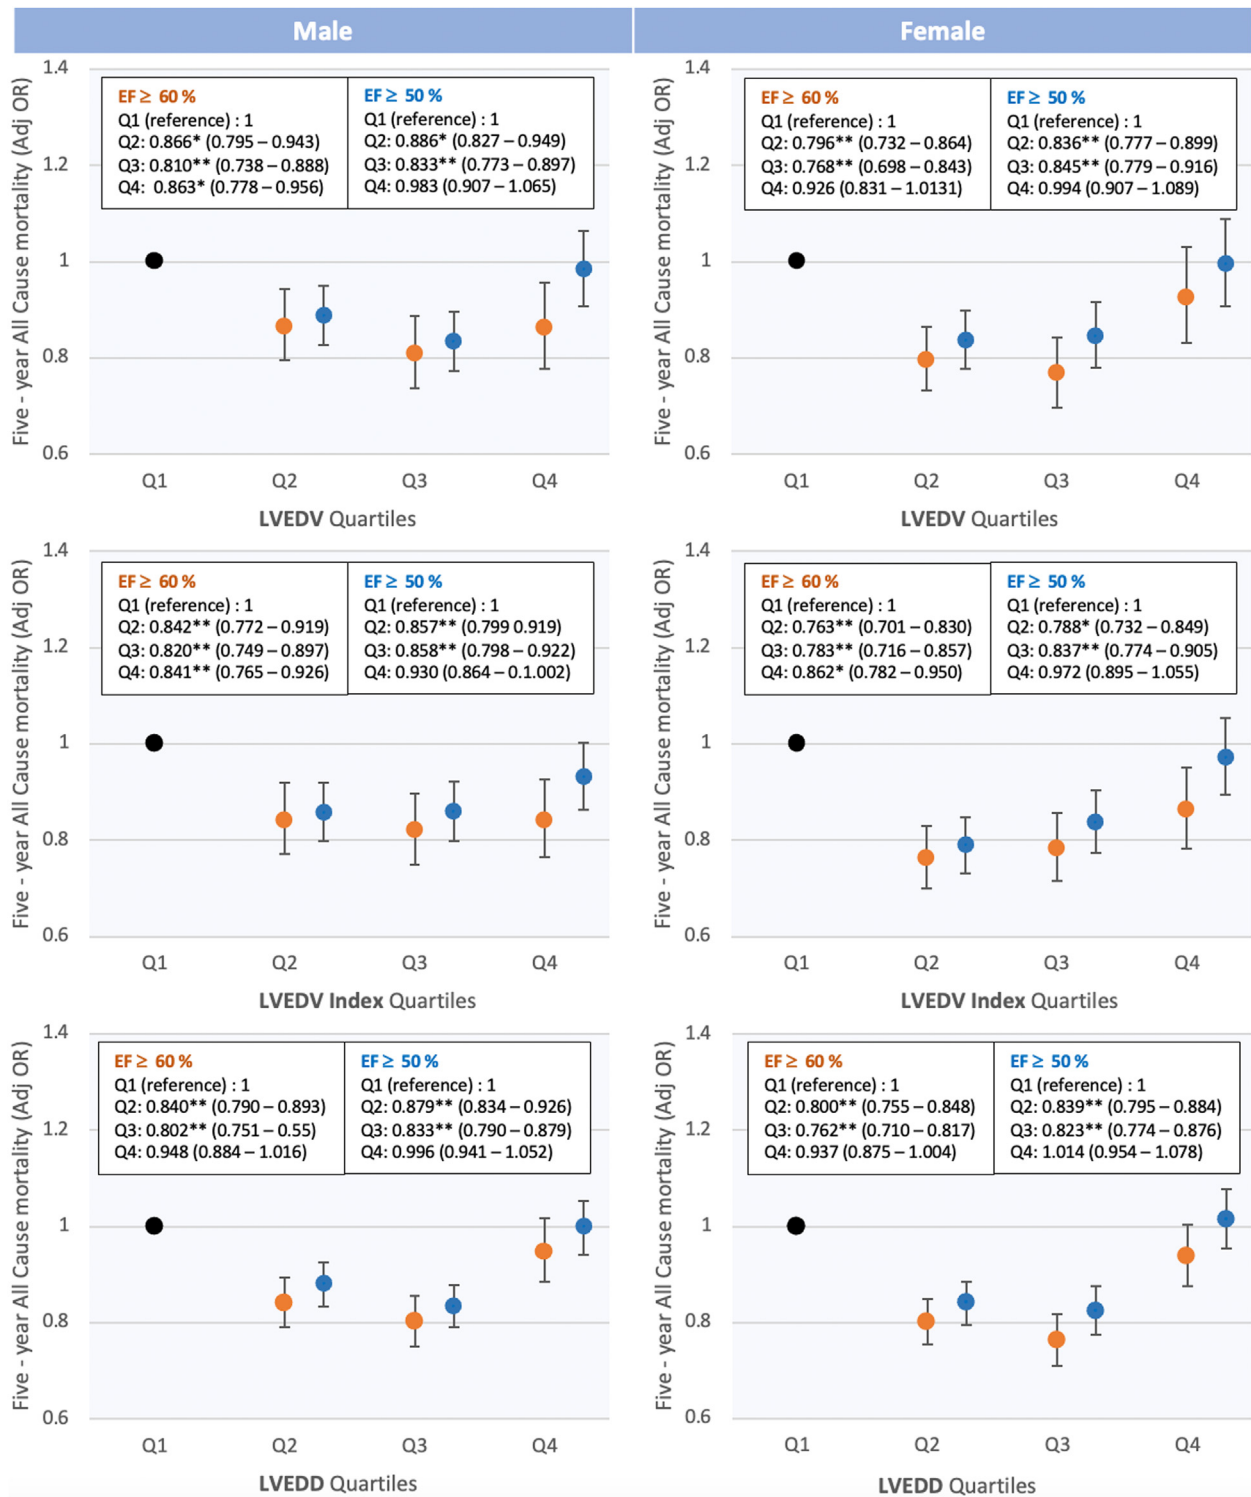 Male
Female
Five - year All Cause mortality (Adj OR)
1.4
1.2
1
0.8
0.6
EF ≥ 60 %
Q1 (reference) : 1
Q2: 0.866* (0.795 – 0.943)
Q3: 0.810** (0.738 – 0.888)
Q4: 0.863* (0.778 – 0.956)
EF ≥ 50 %
Q1 (reference) : 1
Q2: 0.886* (0.827 – 0.949)
Q3: 0.833** (0.773 – 0.897)
Q4: 0.983 (0.907 - 1.065)
Q1 Q2 Q3 Q4
LVEDV Quartiles
Five - year All Cause mortality (Adj OR)
1.4
1.2
1
0.8
0.6
EF ≥ 60 %
Q1 (reference) : 1
Q2: 0.796** (0.732 – 0.864)
Q3: 0.768** (0.698 - 0.843)
Q4: 0.926 (0.831 - 1.0131)
EF ≥ 50 %
Q1 (reference) : 1
Q2: 0.836** (0.777 – 0.899)
Q3: 0.845** (0.779 – 0.916)
Q4: 0.994 (0.907 - 1.089)
Q1 Q2 Q3 Q4
LVEDV Quartiles
Five - year All Cause mortality (Adj OR)
1.4
1.2
1
0.8
0.6
EF ≥ 60 %
Q1 (reference) : 1
Q2: 0.842** (0.772 – 0.919)
Q3: 0.820** (0.749 – 0.897)
Q4: 0.841** (0.765 – 0.926)
EF ≥ 50 %
Q1 (reference) : 1
Q2: 0.857** (0.799 0.919)
Q3: 0.858** (0.798 – 0.922)
Q4: 0.930 (0.864 – 0.1.002)
Q1 Q2 Q3 Q4
LVEDV Index Quartiles
Five - year All Cause mortality (Adj OR)
1.4
1.2
1
0.8
0.6
EF ≥ 60 %
Q1 (reference) : 1
Q2: 0.763** (0.701 – 0.830)
Q3: 0.783** (0.716 – 0.857)
Q4: 0.862* (0.782 – 0.950)
EF ≥ 50 %
Q1 (reference) : 1
Q2: 0.788* (0.732 – 0.849)
Q3: 0.837** (0.774 – 0.905)
Q4: 0.972 (0.895 – 1.055)
Q1 Q2 Q3 Q4
LVEDV Index Quartiles
Five - year All Cause mortality (Adj OR)
1.4
1.2
1
0.8
0.6
EF ≥ 60 %
Q1 (reference) : 1
Q2: 0.840** (0.790 – 0.893)
Q3: 0.802** (0.751 – 0.55)
Q4: 0.948 (0.884 - 1.016)
EF ≥ 50 %
Q1 (reference) : 1
Q2: 0.879** (0.834 – 0.926)
Q3: 0.833** (0.790 – 0.879)
Q4: 0.996 (0.941 – 1.052)
Q1 Q2 Q3 Q4
LVEDD Quartiles
Five - year All Cause mortality (Adj OR)
1.4
1.2
1
0.8
0.6
EF ≥ 60 %
Q1 (reference) : 1
Q2: 0.800** (0.755 – 0.848)
Q3: 0.762** (0.710 – 0.817)
Q4: 0.937 (0.875 – 1.004)
EF ≥ 50 %
Q1 (reference) : 1
Q2: 0.839** (0.795 – 0.884)
Q3: 0.823** (0.774 – 0.876)
Q4: 1.014 (0.954 – 1.078)
Q1 Q2 Q3 Q4
LVEDD Quartiles